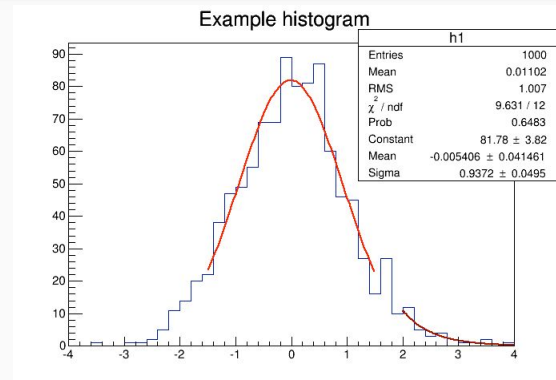 Example histogram
h1
Entries 1000
Mean 0.01102
RMS 1.007
χ² / ndf 9.631 / 12
Prob 0.6483
Constant 81.78 ± 3.82
Mean -0.005406 ± 0.041461
Sigma 0.9372 ± 0.0495
90
80
70
60
50
40
30
20
10
0
-4 -3 -2 -1 0 1 2 3 4